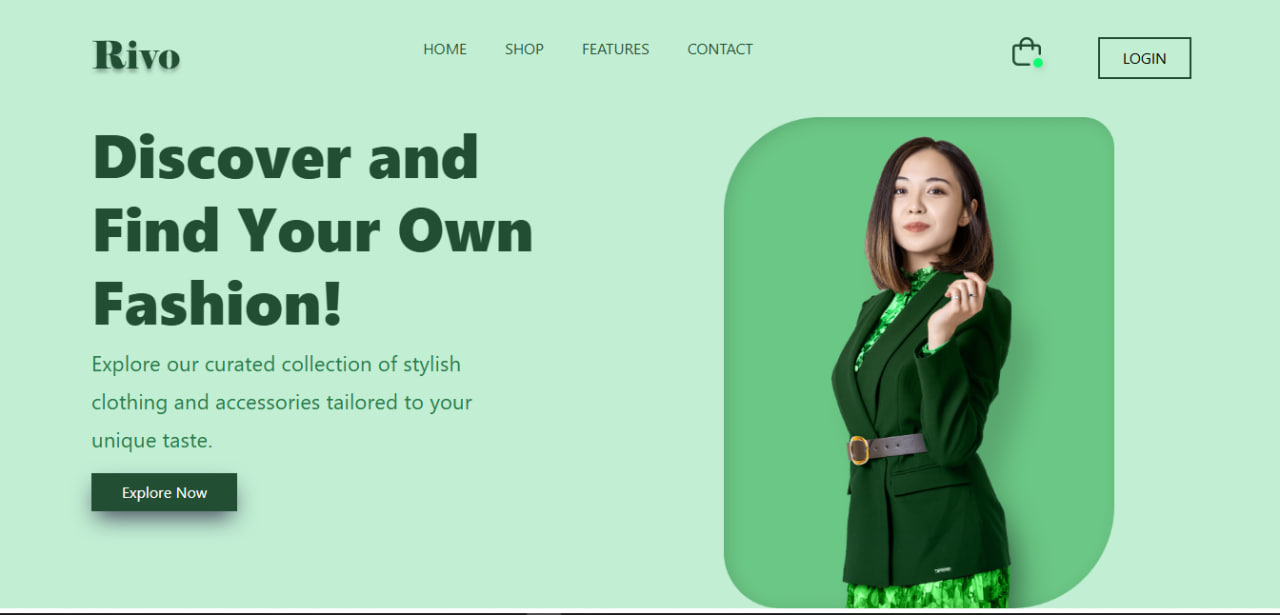 Rivo
HOME SHOP FEATURES CONTACT
LOGIN
Discover and
Find Your Own
Fashion!
Explore our curated collection of stylish
clothing and accessories tailored to your
unique taste.
Explore Now